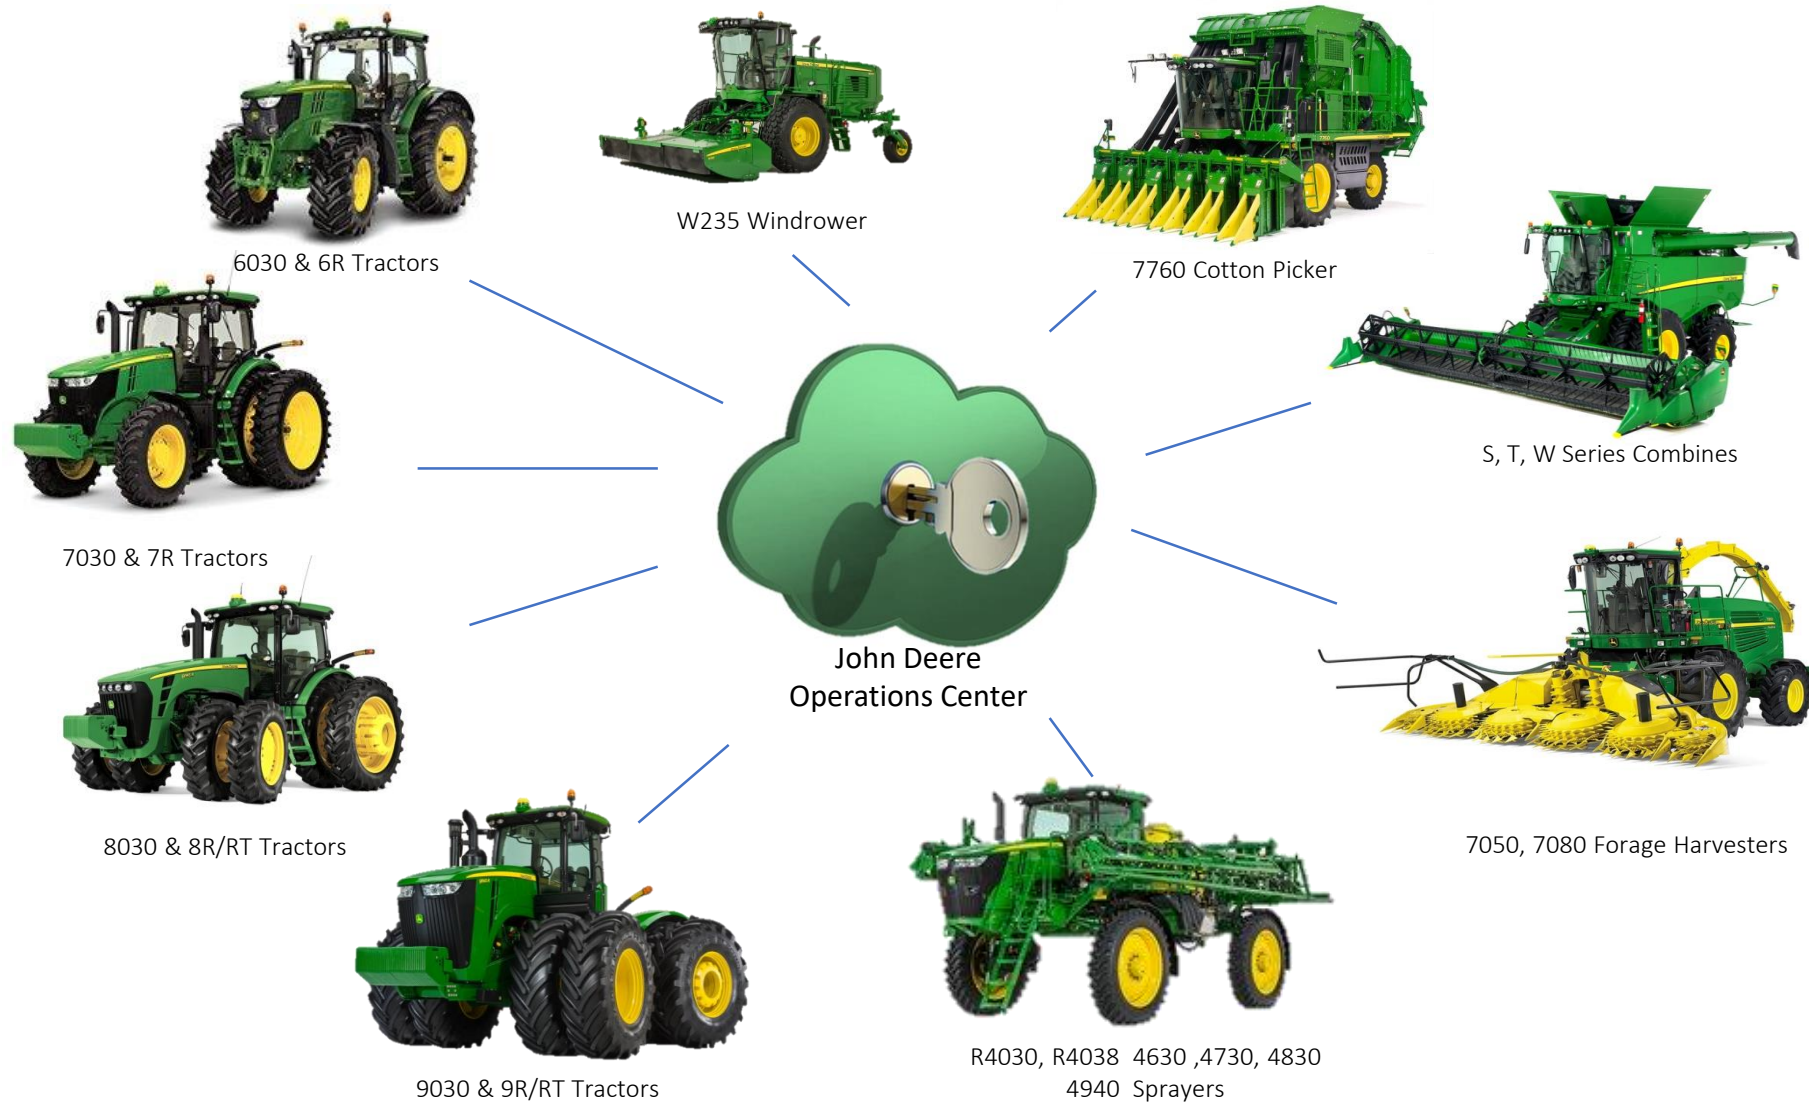 W235 Windrower
6030 & 6R Tractors
7760 Cotton Picker
S, T, W Series Combines
7030 & 7R Tractors
John Deere
Operations Center
8030 & 8R/RT Tractors
7050, 7080 Forage Harvesters
R4030, R4038  4630 ,4730, 4830
4940  Sprayers
9030 & 9R/RT Tractors